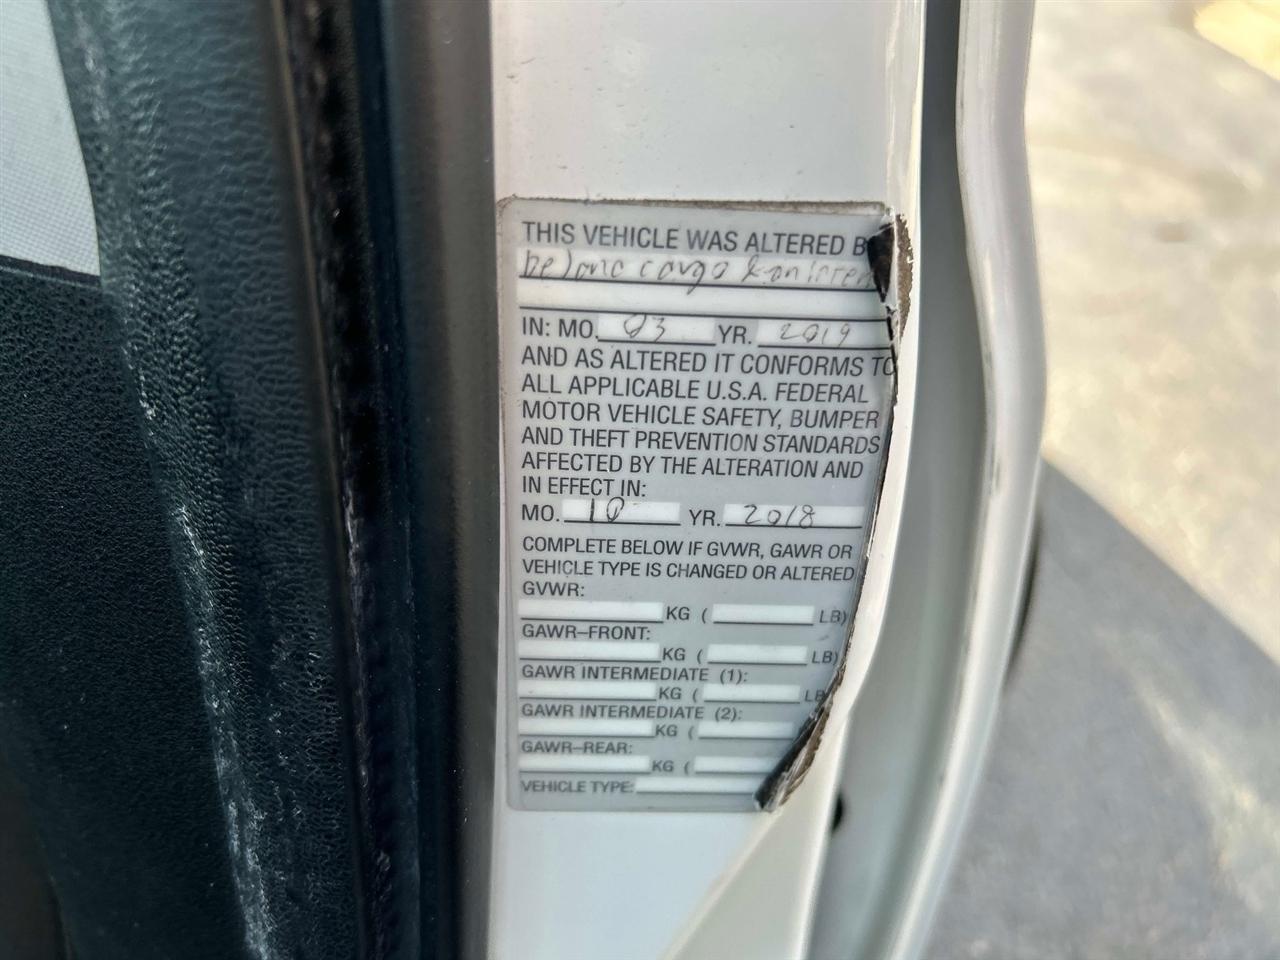 THIS VEHICLE WAS ALTERED B
cargo
IN: MO. 03 YR. 2019
AND AS ALTERED IT CONFORMS TO
ALL APPLICABLE U.S.A. FEDERAL
MOTOR VEHICLE SAFETY, BUMPER
AND THEFT PREVENTION STANDARDS
AFFECTED BY THE ALTERATION AND
IN EFFECT IN:
MO. 10 YR. 2018
COMPLETE BELOW IF GVWR, GAWR OR
VEHICLE TYPE IS CHANGED OR ALTERED
GVWR:
KG ( LB)
GAWR–FRONT:
KG ( LB)
GAWR INTERMEDIATE (1):
KG ( LB
GAWR INTERMEDIATE (2):
KG (
GAWR–REAR:
KG (
VEHICLE TYPE: